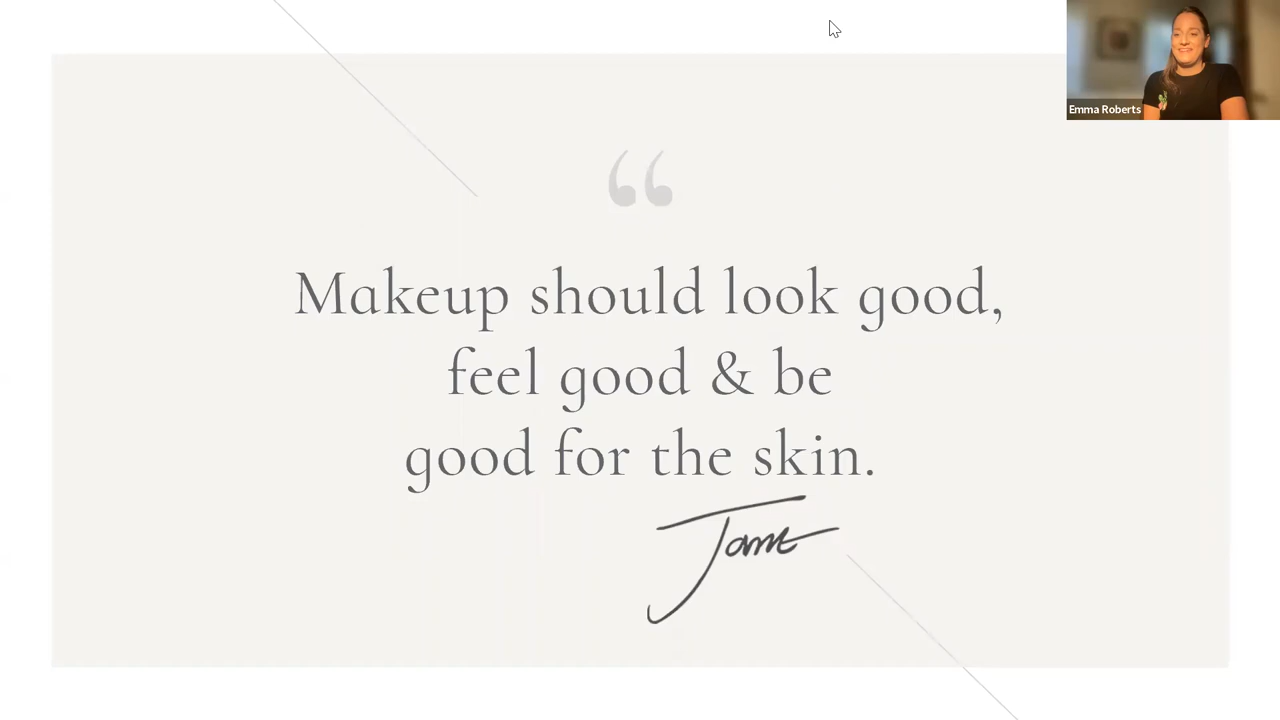 Emma Roberts
“
Makeup should look good,
feel good & be
good for the skin.
Jane